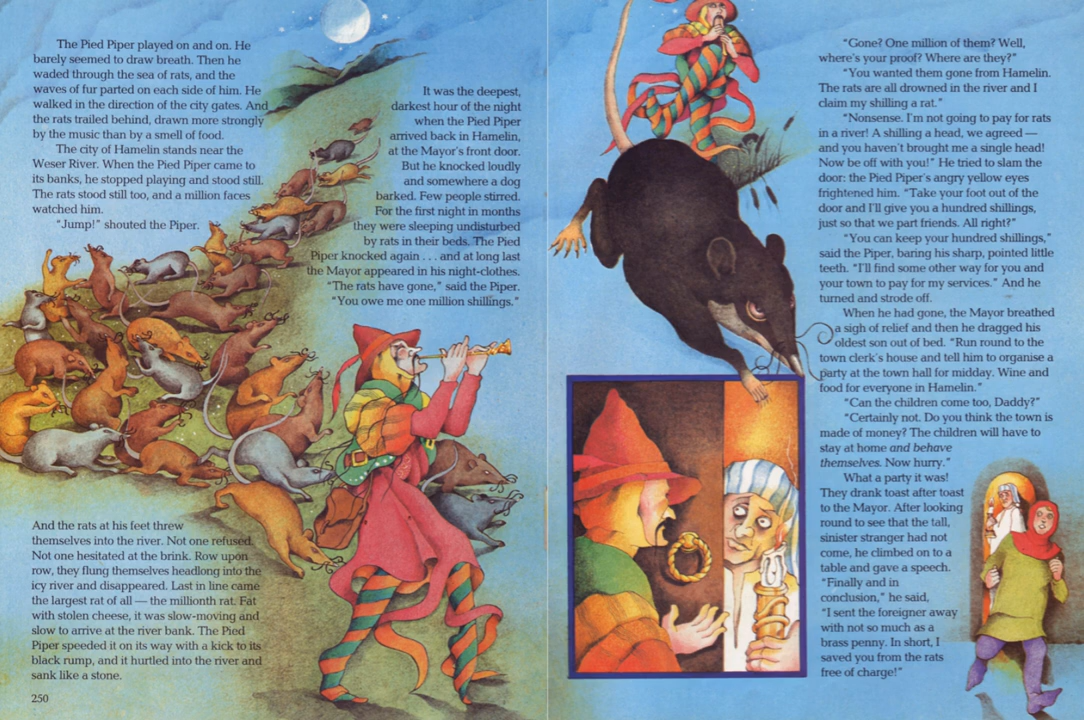 The Pied Piper played on and on. He
barely seemed to draw breath. Then he
waded through the sea of rats, and the
waves of fur parted on each side of him. He
walked in the direction of the city gates. And
the rats trailed behind, drawn more strongly
by the music than by a smell of food.
The city of Hamelin stands near the
Weser River. When the Pied Piper came to
its banks, he stopped playing and stood still.
The rats stood still too, and a million faces
watched him.
"Jump!" shouted the Piper.
And the rats at his feet threw
themselves into the river. Not one refused.
Not one hesitated at the brink. Row upon
row, they flung themselves headlong into the
icy river and disappeared. Last in line came
the largest rat of all — the millionth rat. Fat
with stolen cheese, it was slow-moving and
slow to arrive at the river bank. The Pied
Piper speeded it on its way with a kick to its
black rump, and it hurtled into the river and
sank like a stone.
250
It was the deepest,
darkest hour of the night
when the Pied Piper
arrived back in Hamelin,
at the Mayor's front door.
But he knocked loudly
and somewhere a dog
barked. Few people stirred.
For the first night in months
they were sleeping undisturbed
by rats in their beds. The Pied
Piper knocked again . . . and at long last
the Mayor appeared in his night-clothes.
"The rats have gone," said the Piper.
"You owe me one million shillings."
"Gone? One million of them? Well,
where's your proof? Where are they?"
"You wanted them gone from Hamelin.
The rats are all drowned in the river and I
claim my shilling a rat."
"Nonsense. I'm not going to pay for rats
in a river! A shilling a head, we agreed —
and you haven't brought me a single head!
Now be off with you!" He tried to slam the
door: the Pied Piper's angry yellow eyes
frightened him. "Take your foot out of the
door and I'll give you a hundred shillings,
just so that we part friends. All right?"
"You can keep your hundred shillings,"
said the Piper, baring his sharp, pointed little
teeth. "I'll find some other way for you and
your town to pay for my services." And he
turned and strode off.
When he had gone, the Mayor breathed
a sigh of relief and then he dragged his
oldest son out of bed. "Run round to the
town clerk's house and tell him to organise a
party at the town hall for midday. Wine and
food for everyone in Hamelin."
"Can the children come too, Daddy?"
"Certainly not. Do you think the town is
made of money? The children will have to
stay at home and behave
themselves. Now hurry."
What a party it was!
They drank toast after toast
to the Mayor. After looking
round to see that the tall,
sinister stranger had not
come, he climbed on to a
table and gave a speech.
"Finally and in
conclusion," he said,
"I sent the foreigner away
with not so much as a
brass penny. In short, I
saved you from the rats
free of charge!"